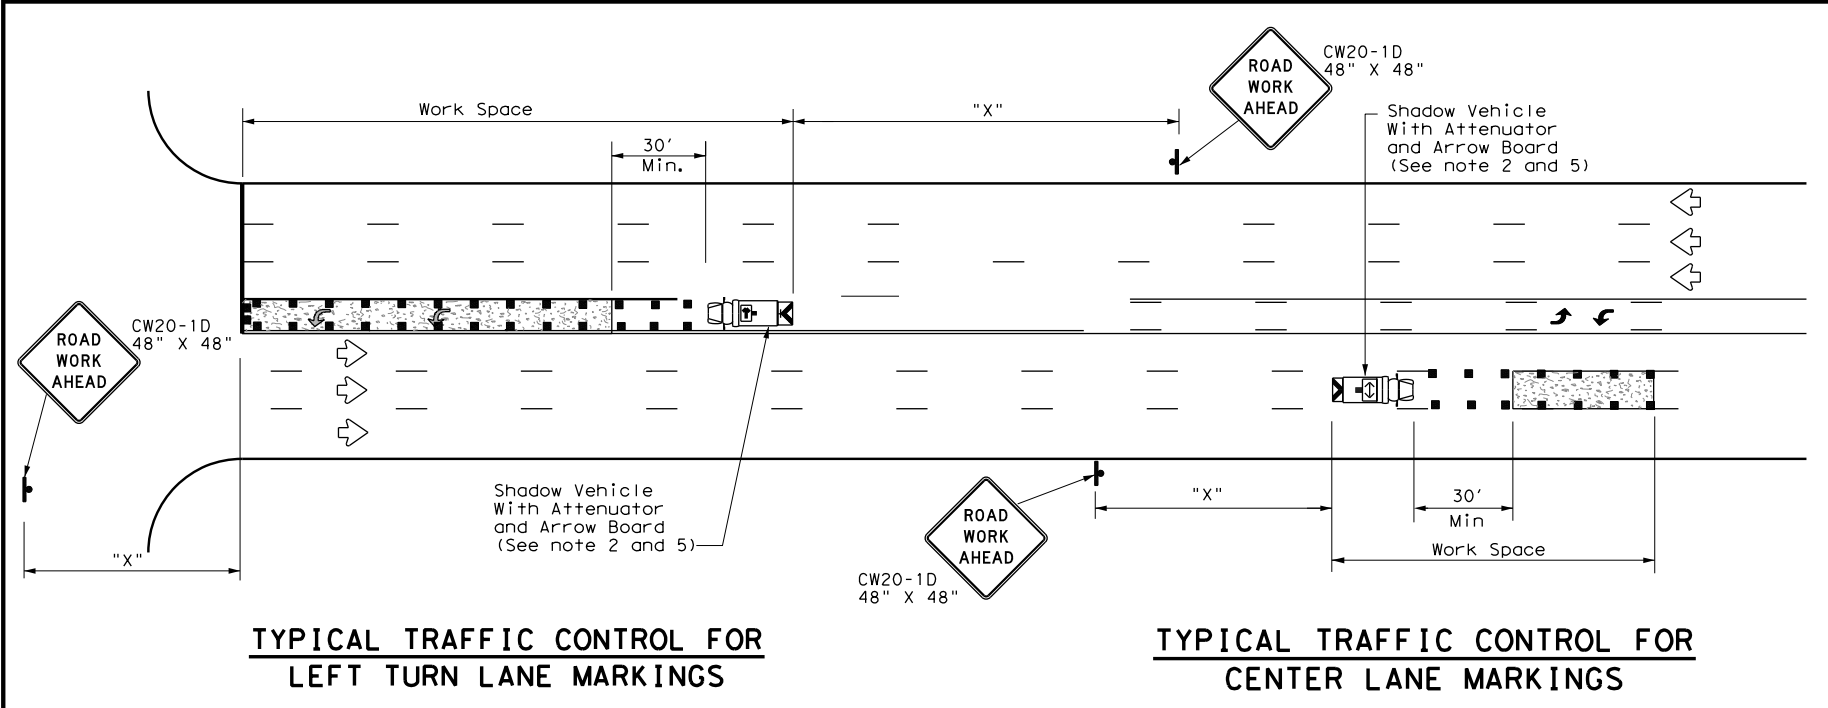 ROAD
WORK
AHEAD
CW20-1D
48" X 48"
Work Space
"X"
30'
Min.
Shadow Vehicle
With Attenuator
and Arrow Board
(See note 2 and 5)
ROAD
WORK
AHEAD
CW20-1D
48" X 48"
Shadow Vehicle
With Attenuator
and Arrow Board
(See note 2 and 5)
"X"
ROAD
WORK
AHEAD
CW20-1D
48" X 48"
"X"
30'
Min
Work Space
TYPICAL TRAFFIC CONTROL FOR
LEFT TURN LANE MARKINGS
TYPICAL TRAFFIC CONTROL FOR
CENTER LANE MARKINGS